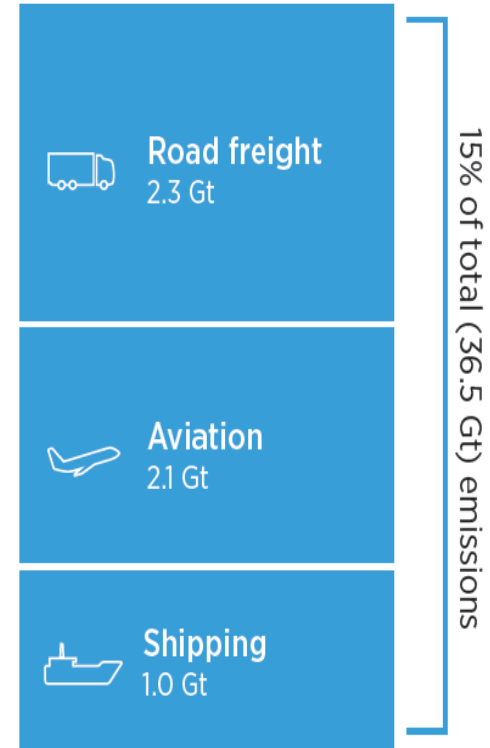 Road freight
2.3 Gt
Aviation
2.1 Gt
Shipping
1.0 Gt
15% of total (36.5 Gt) emissions